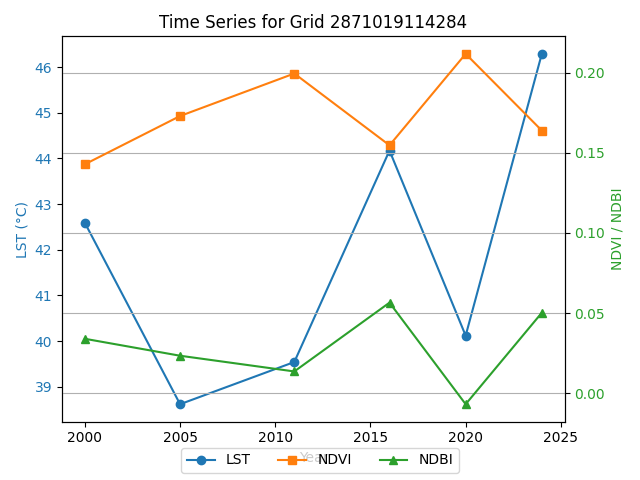 Time Series for Grid 2871019114284
46
45
44
43
42
41
40
39
LST (°C)
0.20
0.15
0.10
0.05
0.00
NDVI / NDBI
2000
2005
2010
2015
2020
2025
Year
LST
NDVI
NDBI